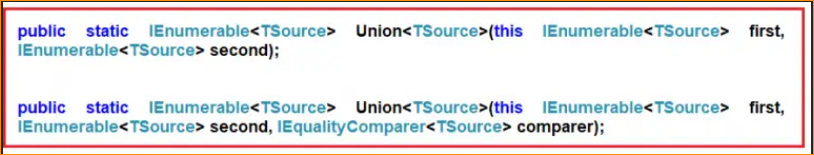 public static IEnumerable<TSource> Union<TSource>(this IEnumerable<TSource> first,
IEnumerable<TSource> second);
public static IEnumerable<TSource> Union<TSource>(this IEnumerable<TSource> first,
IEnumerable<TSource> second, IEqualityComparer<TSource> comparer);